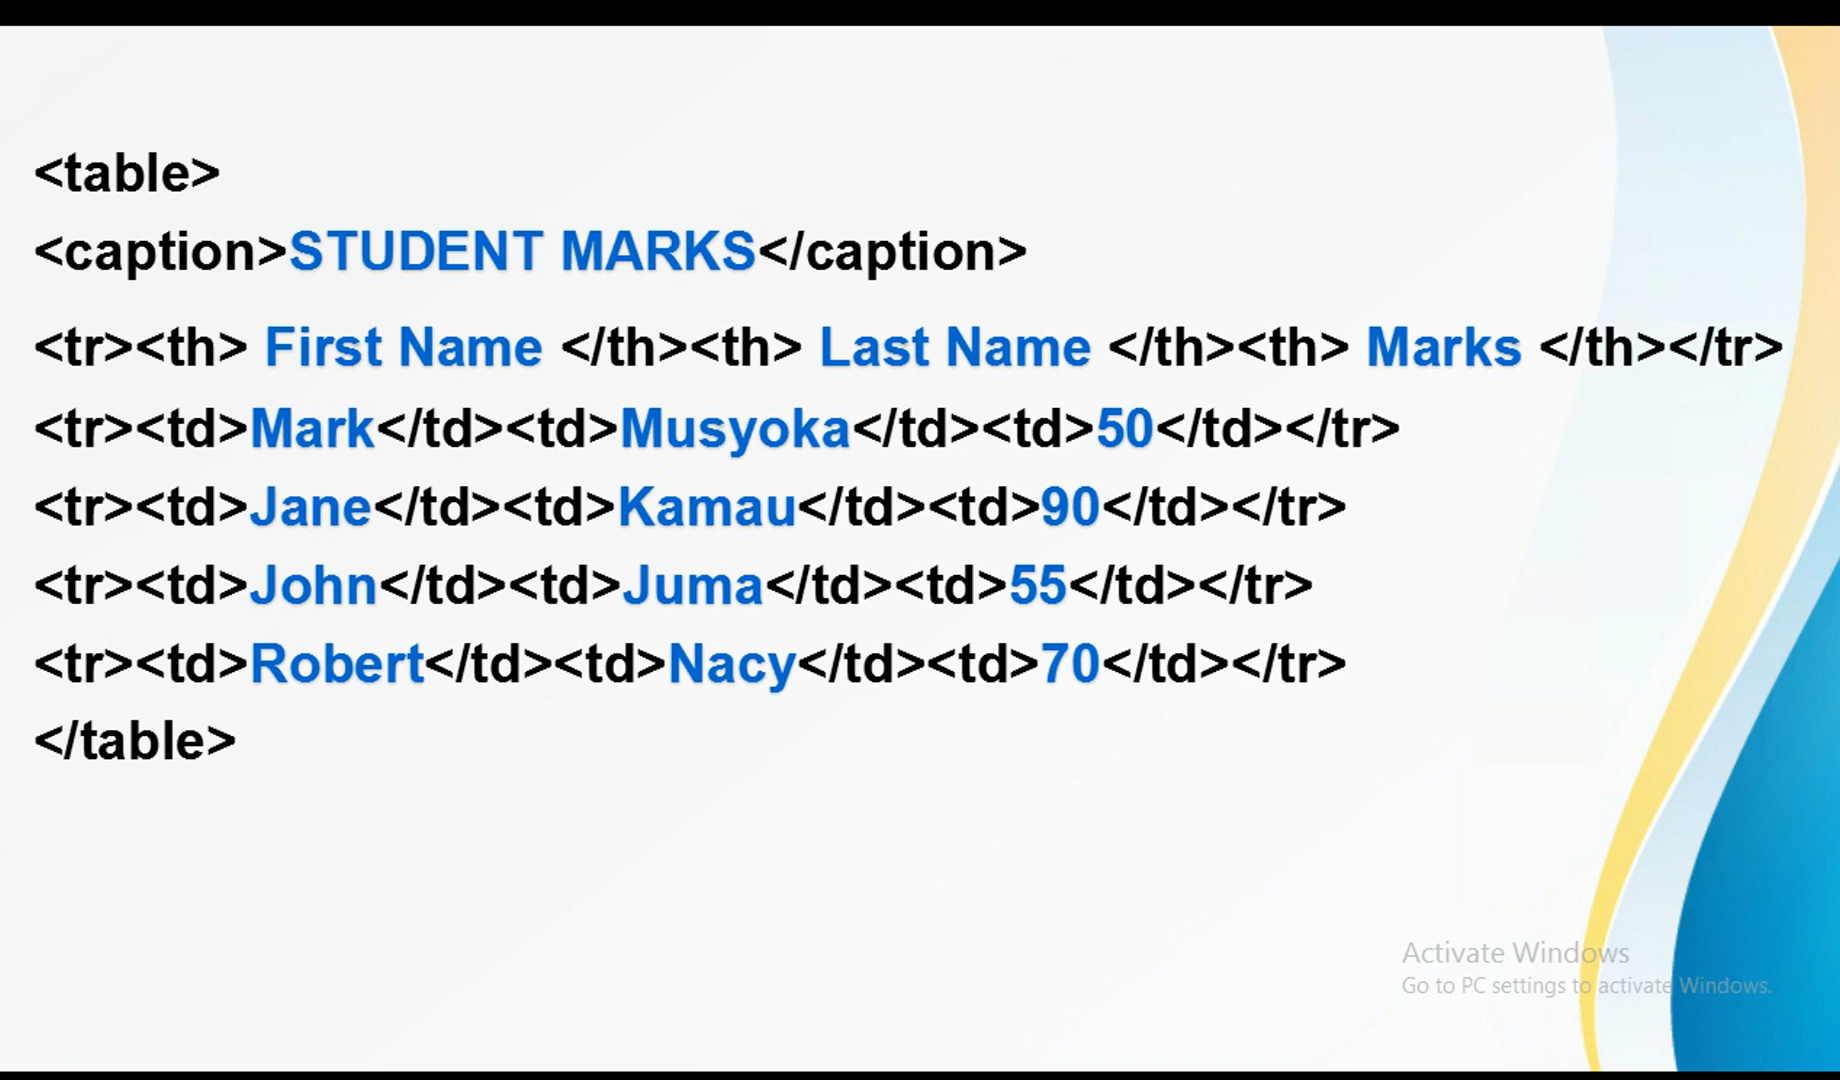 <table>
<caption>STUDENT MARKS</caption>
<tr><th> First Name </th><th> Last Name </th><th> Marks </th></tr>
<tr><td>Mark</td><td>Musyoka</td><td>50</td></tr>
<tr><td>Jane</td><td>Kamau</td><td>90</td></tr>
<tr><td>John</td><td>Juma</td><td>55</td></tr>
<tr><td>Robert</td><td>Nacy</td><td>70</td></tr>
</table>
Activate Windows
Go to PC settings to activate Windows.